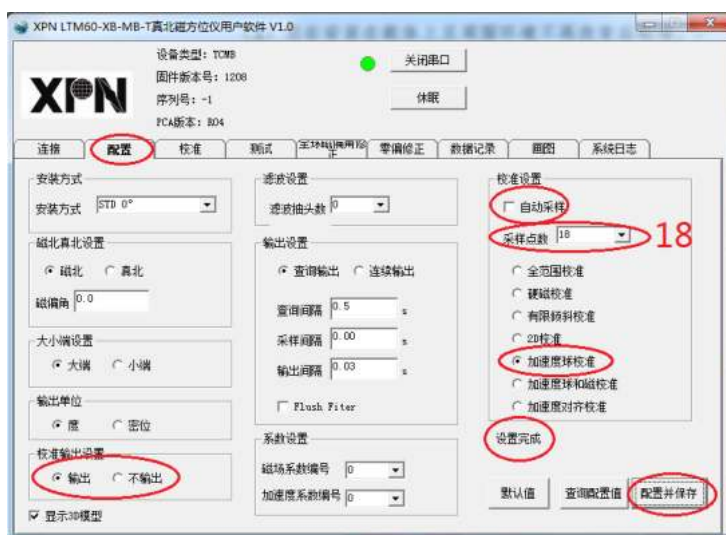 XPN LTM60-XB-MB-T真北磁方位仪用户软件 V1.0
设备类型: TCMB
固件版本号: 1208
序列号: -1
PCA版本: R04
XPN
关闭串口
休眠
连接 配置 校准 测试 零偏修正 数据记录 画图 系统日志
安装方式
安装方式 STD 0°
磁北真北设置
磁北 真北
磁偏角 0.0
大小端设置
大端 小端
输出单位
度 密位
校准输出设置
输出 不输出
显示3D模型
滤波设置
滤波抽头数 0
输出设置
查询输出 连续输出
查询间隔 0.5 s
采样间隔 0.00 s
输出间隔 0.03 s
Flush Fiter
系数设置
磁场系数编号 0
加速度系数编号 0
校准设置
自动采样
采样点数 18
18
全范围校准
硬磁校准
有限倾斜校准
2D校准
加速度球校准
加速度球和磁校准
加速度对齐校准
设置完成
默认值 查询配置值 配置并保存